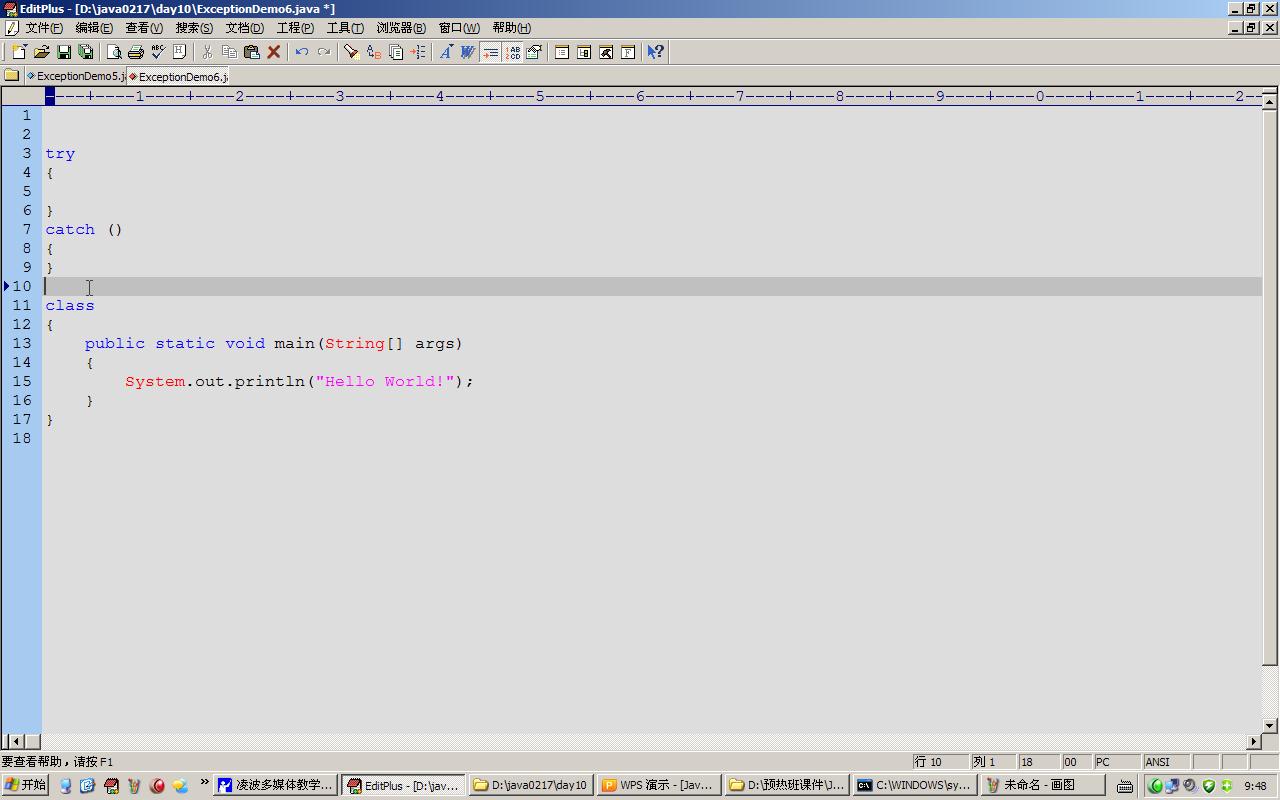 EditPlus - [D:\java0217\day10\ExceptionDemo6.java *]
文件(F) 编辑(E) 查看(V) 搜索(S) 文档(D) 工程(P) 工具(T) 浏览器(B) 窗口(W) 帮助(H)
ExceptionDemo5.ja ExceptionDemo6.ja
----+----1----+----2----+----3----+----4----+----5----+----6----+----7----+----8----+----9----+----0----+----1----+----2--
1
2
3 try
4 {
5
6 }
7 catch ()
8 {
9 }
10
11 class
12 {
13 public static void main(String[] args)
14 {
15 System.out.println("Hello World!");
16 }
17 }
18
要查看帮助，请按 F1 行 10 列 1 18 00 PC ANSI
开始 凌波多媒体教学... EditPlus - [D:\jav... D:\java0217\day10 WPS 演示 - [Jav... D:\预热班课件\J... C:\WINDOWS\sy... 未命名 - 画图 9:48